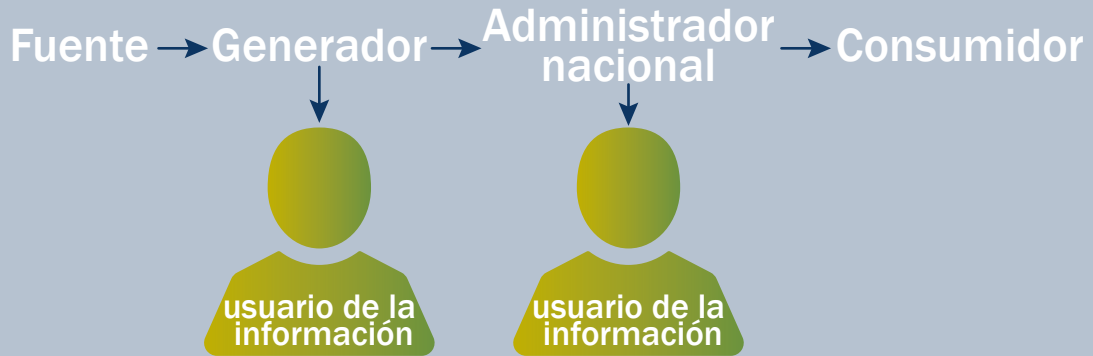 Fuente
Generador
Administrador
nacional
Consumidor
usuario de la
información
usuario de la
información